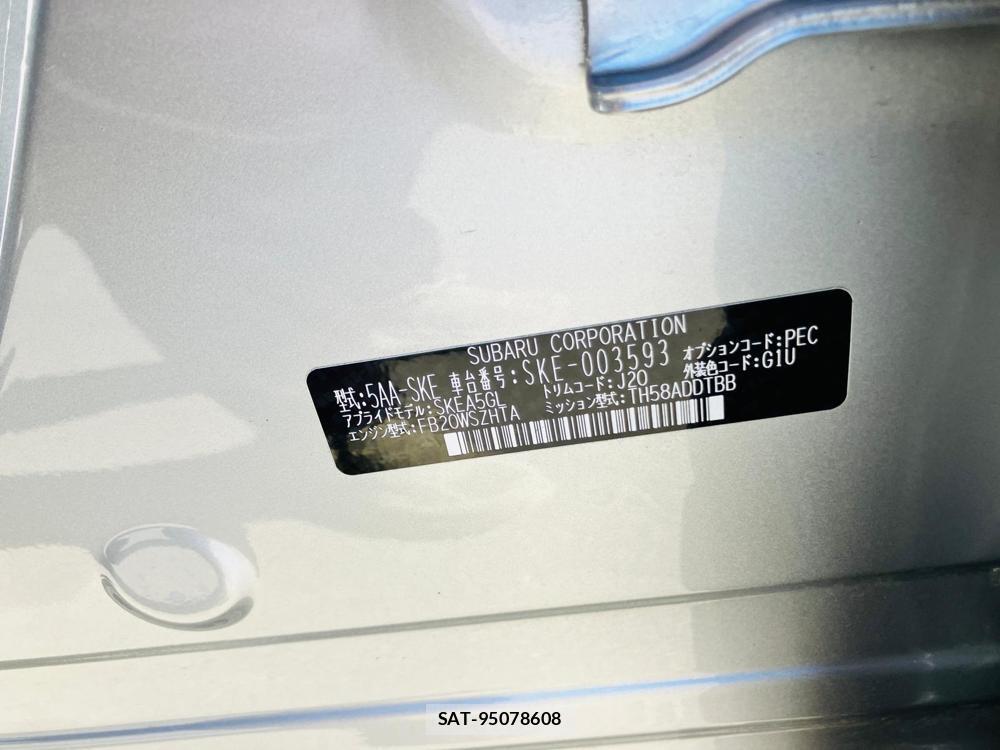 SUBARU CORPORATION
型式:5AA-SKE 車台番号:SKE-003593 オプションコード:PEC
アプライドモデル:SKEA5GL トリムコード:J20 外装色コード:G1U
エンジン型式:FB20WSZHTA ミッション型式:TH58ADDTBB
SAT-95078608